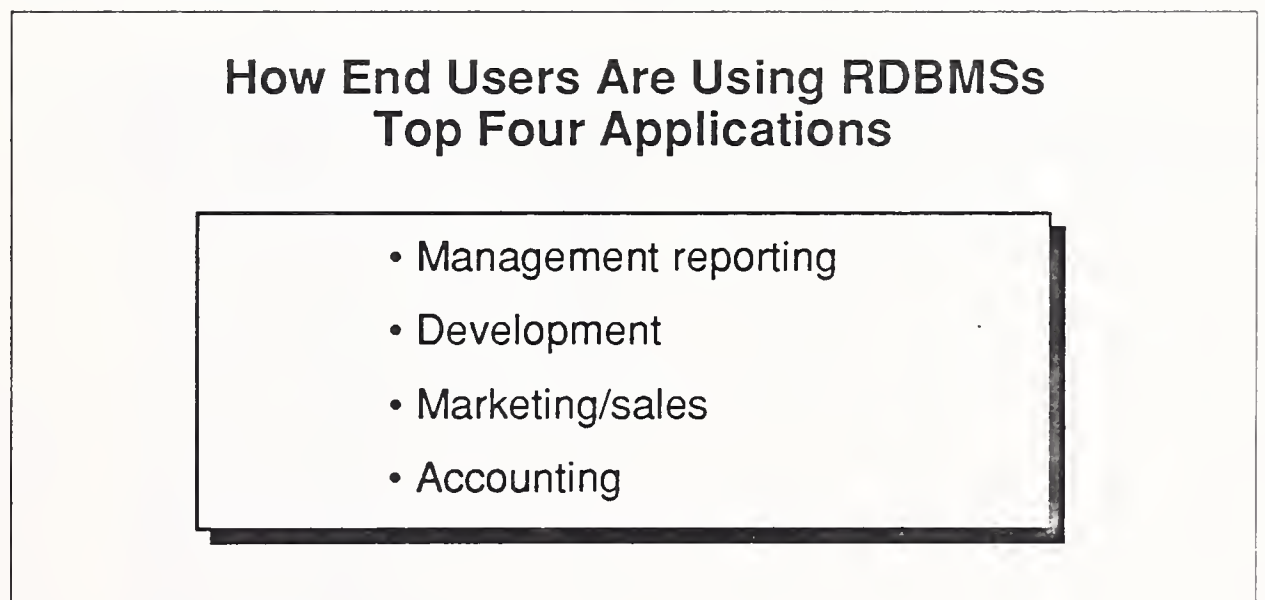 How End Users Are Using RDBMSs
Top Four Applications
• Management reporting
• Development
• Marketing/sales
• Accounting